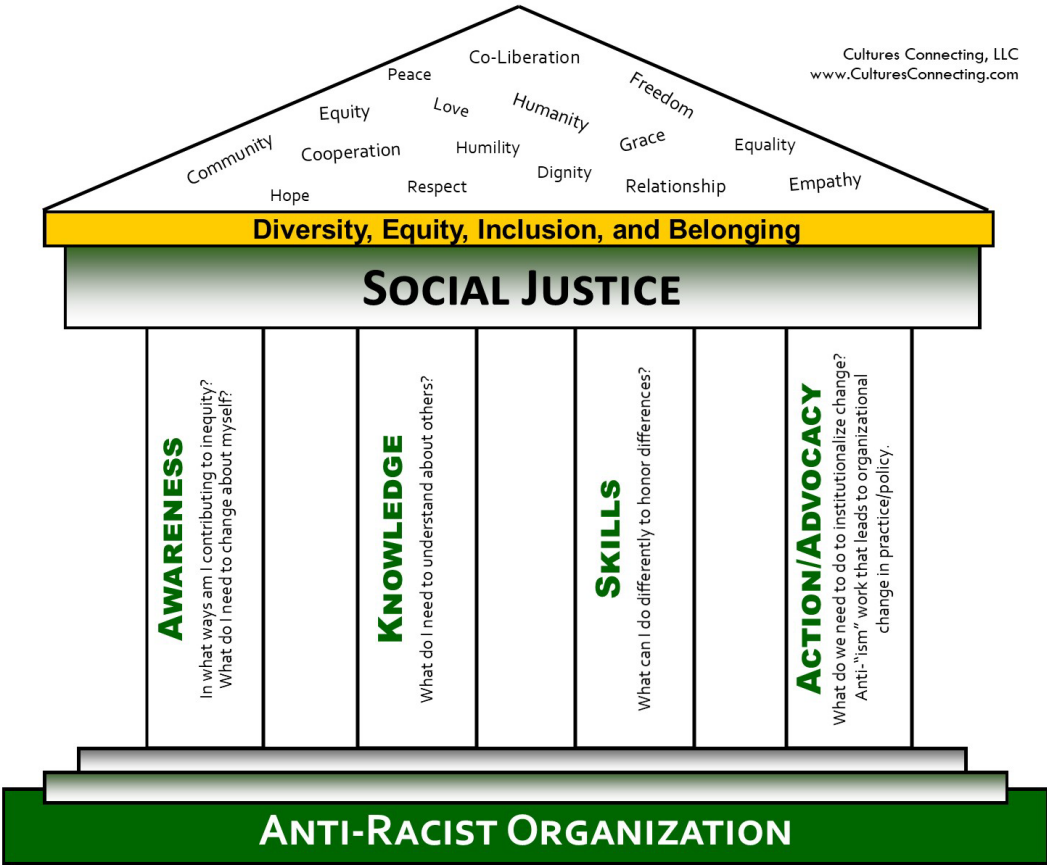 Cultures Connecting, LLC
www.CulturesConnecting.com
Co-Liberation
Peace
Freedom
Equity
Love
Humanity
Community
Cooperation
Humility
Grace
Equality
Hope
Respect
Dignity
Relationship
Empathy
Diversity, Equity, Inclusion, and Belonging
SOCIAL JUSTICE
AWARENESS
In what ways am I contributing to inequity?
What do I need to change about myself?
KNOWLEDGE
What do I need to understand about others?
SKILLS
What can I do differently to honor differences?
ACTION/ADVOCACY
What do we need to do to institutionalize change?
Anti-"ism" work that leads to organizational
change in practice/policy.
ANTI-RACIST ORGANIZATION